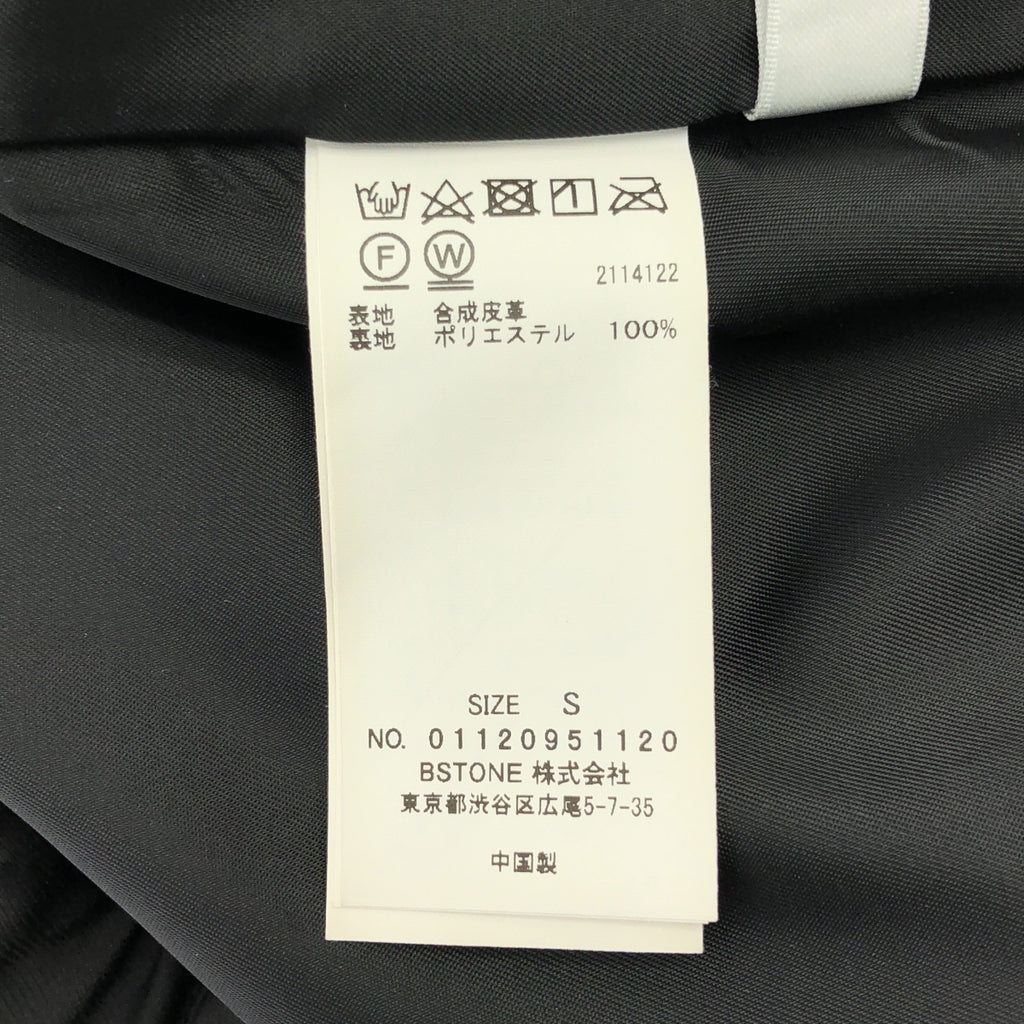 F W 2114122
表地 合成皮革
裏地 ポリエステル 100%
SIZE S
NO. 01120951120
BSTONE 株式会社
東京都渋谷区広尾5-7-35
中国製